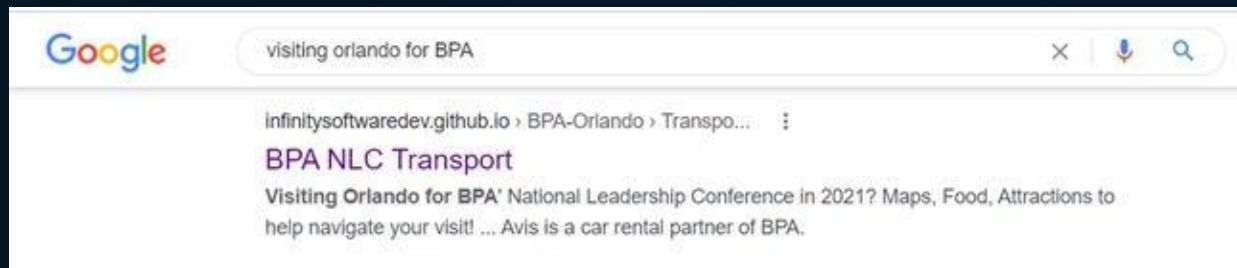 Google
visiting orlando for BPA
infinitysoftwaredev.github.io › BPA-Orlando › Transpo...
BPA NLC Transport
Visiting Orlando for BPA' National Leadership Conference in 2021? Maps, Food, Attractions to
help navigate your visit! ... Avis is a car rental partner of BPA.